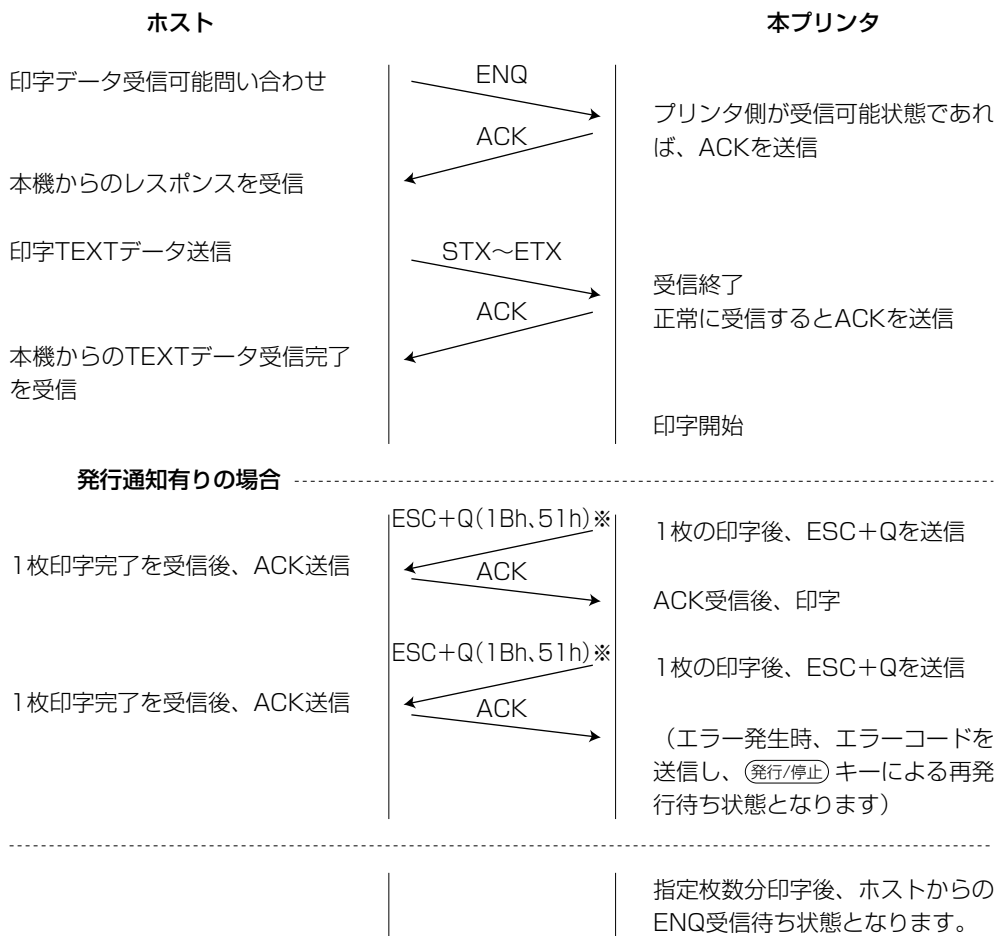 ホスト
本プリンタ
印字データ受信可能問い合わせ
ENQ
プリンタ側が受信可能状態であれ
ば、ACKを送信
ACK
本機からのレスポンスを受信
印字TEXTデータ送信
STX～ETX
受信終了
正常に受信するとACKを送信
ACK
本機からのTEXTデータ受信完了
を受信
印字開始
発行通知有りの場合
ESC＋Q(1Bh、51h)※
1枚の印字後、ESC＋Qを送信
1枚印字完了を受信後、ACK送信
ACK
ACK受信後、印字
ESC＋Q(1Bh、51h)※
1枚の印字後、ESC＋Qを送信
1枚印字完了を受信後、ACK送信
ACK
（エラー発生時、エラーコードを
送信し、発行/停止キーによる再発
行待ち状態となります）
指定枚数分印字後、ホストからの
ENQ受信待ち状態となります。